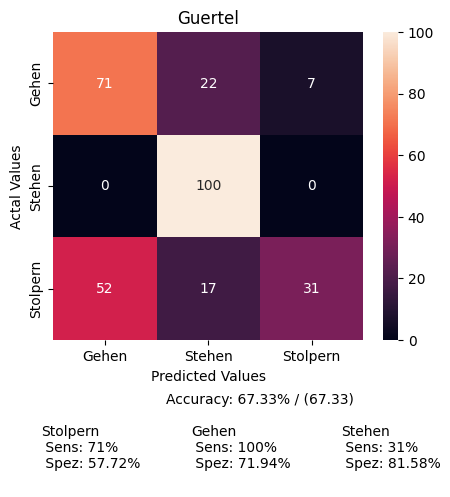 Guertel
Gehen
71 22 7
Stehen
0 100 0
Stolpern
52 17 31
Actal Values
Gehen Stehen Stolpern
Predicted Values
100
80
60
40
20
0
Accuracy: 67.33% / (67.33)
Stolpern Gehen Stehen
Sens: 71% Sens: 100% Sens: 31%
Spez: 57.72% Spez: 71.94% Spez: 81.58%